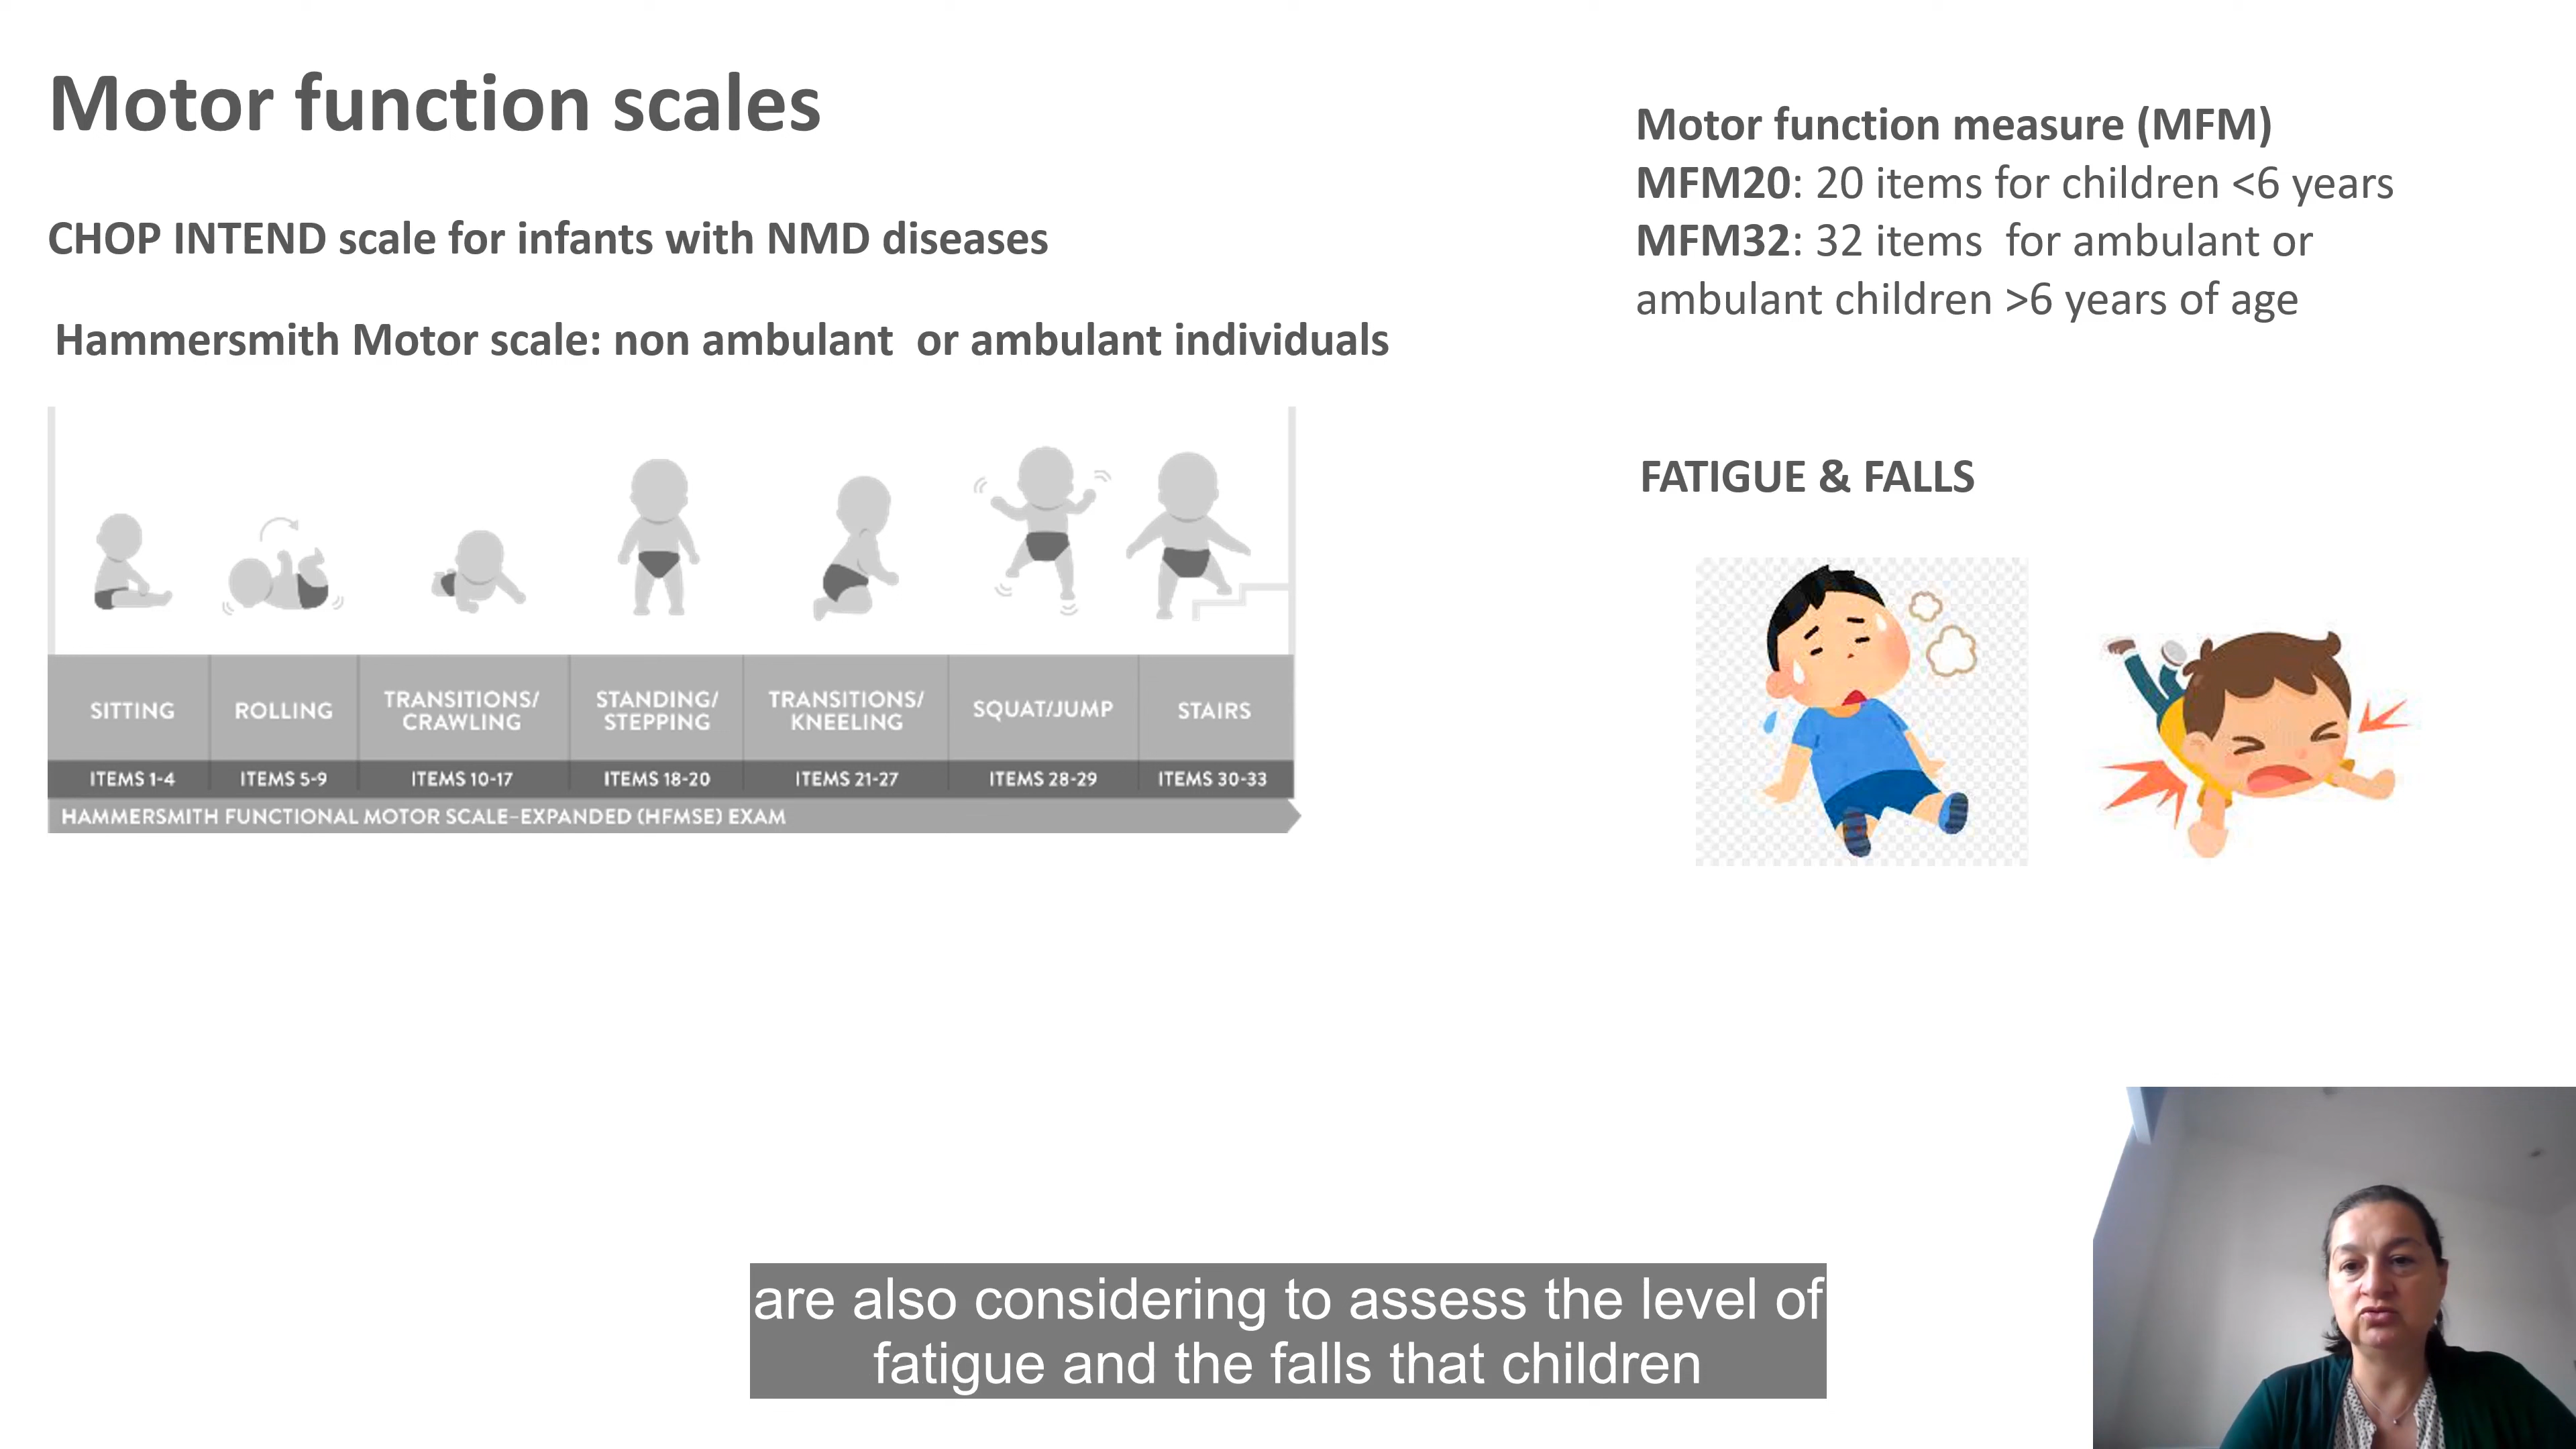 Motor function scales
CHOP INTEND scale for infants with NMD diseases
Hammersmith Motor scale: non ambulant  or ambulant individuals
SITTING
ROLLING
TRANSITIONS/
CRAWLING
STANDING/
STEPPING
TRANSITIONS/
KNEELING
SQUAT/JUMP
STAIRS
ITEMS 1-4
ITEMS 5-9
ITEMS 10-17
ITEMS 18-20
ITEMS 21-27
ITEMS 28-29
ITEMS 30-33
HAMMERSMITH FUNCTIONAL MOTOR SCALE-EXPANDED (HFMSE) EXAM
Motor function measure (MFM)
MFM20: 20 items for children <6 years
MFM32: 32 items  for ambulant or
ambulant children >6 years of age
FATIGUE & FALLS
are also considering to assess the level of
fatigue and the falls that children